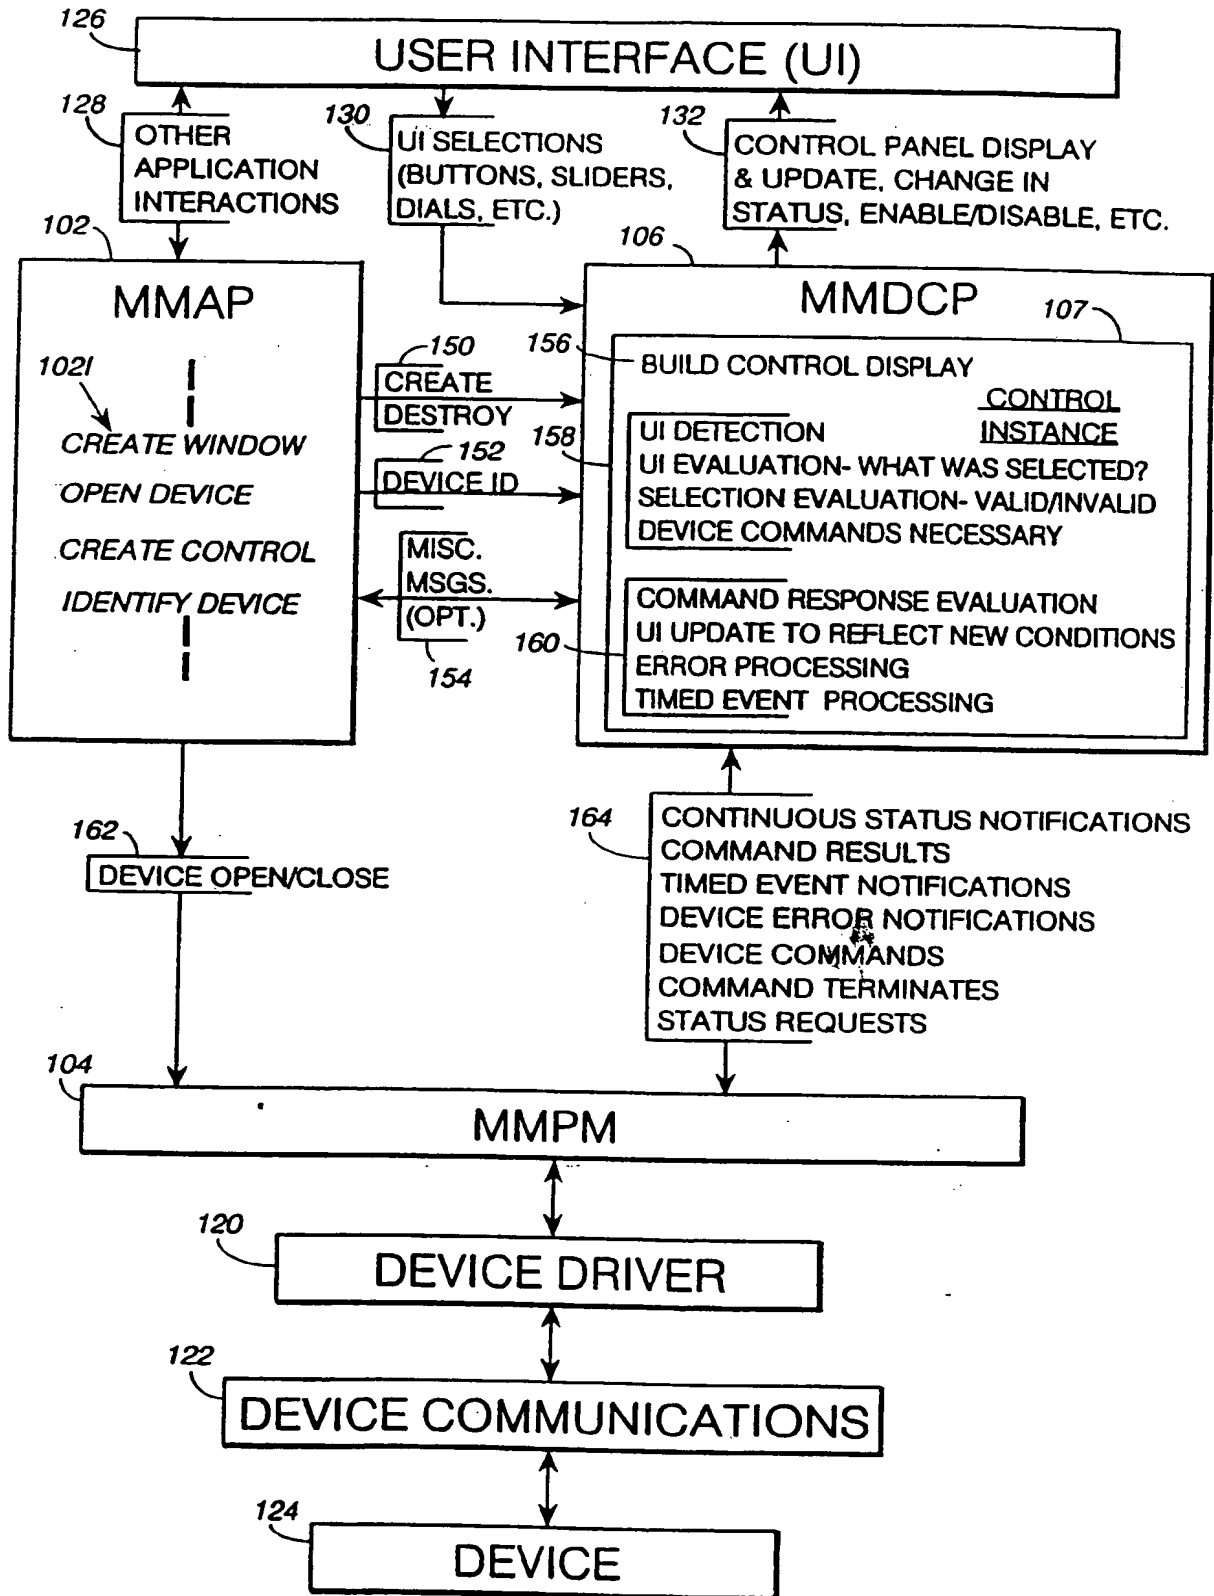 126
USER INTERFACE (UI)
128
OTHER
APPLICATION
INTERACTIONS
130
UI SELECTIONS
(BUTTONS, SLIDERS,
DIALS, ETC.)
132
CONTROL PANEL DISPLAY
& UPDATE, CHANGE IN
STATUS, ENABLE/DISABLE, ETC.
102
MMAP
102I
CREATE WINDOW
OPEN DEVICE
CREATE CONTROL
IDENTIFY DEVICE
150
CREATE
DESTROY
152
DEVICE ID
MISC.
MSGS.
(OPT.)
154
106
MMDCP
107
156
BUILD CONTROL DISPLAY
CONTROL
INSTANCE
158
UI DETECTION
UI EVALUATION- WHAT WAS SELECTED?
SELECTION EVALUATION- VALID/INVALID
DEVICE COMMANDS NECESSARY
160
COMMAND RESPONSE EVALUATION
UI UPDATE TO REFLECT NEW CONDITIONS
ERROR PROCESSING
TIMED EVENT PROCESSING
162
DEVICE OPEN/CLOSE
164
CONTINUOUS STATUS NOTIFICATIONS
COMMAND RESULTS
TIMED EVENT NOTIFICATIONS
DEVICE ERROR NOTIFICATIONS
DEVICE COMMANDS
COMMAND TERMINATES
STATUS REQUESTS
104
MMPM
120
DEVICE DRIVER
122
DEVICE COMMUNICATIONS
124
DEVICE